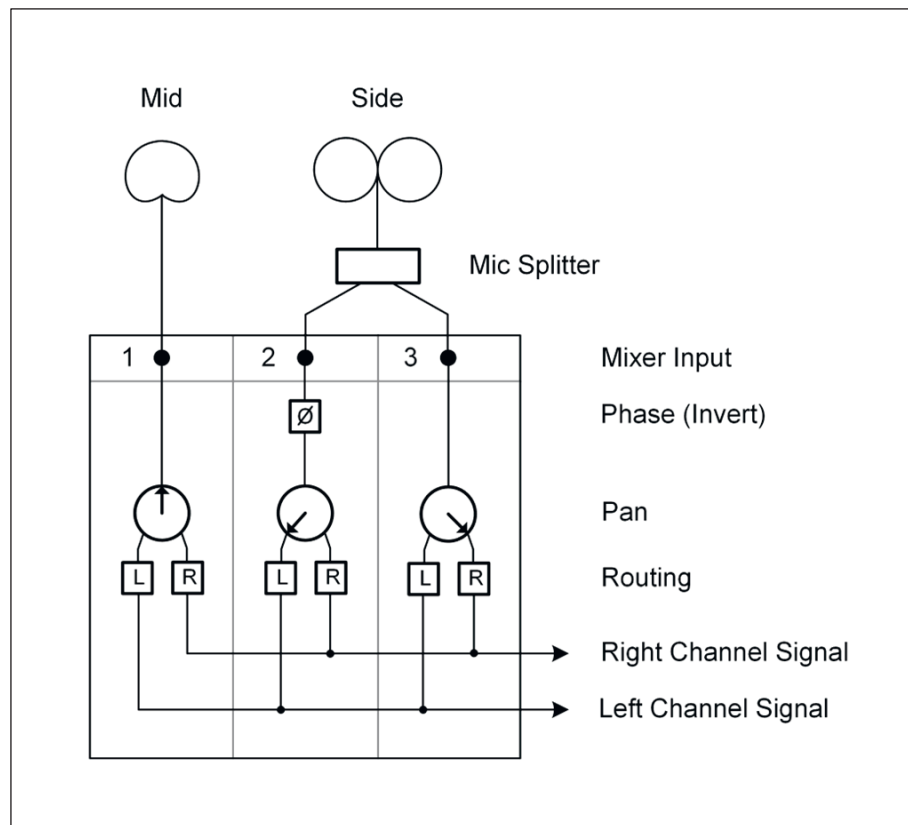 Mid Side
Mic Splitter
1 2 3 Mixer Input
Ø Phase (Invert)
Pan
L R L R L R Routing
Right Channel Signal
Left Channel Signal